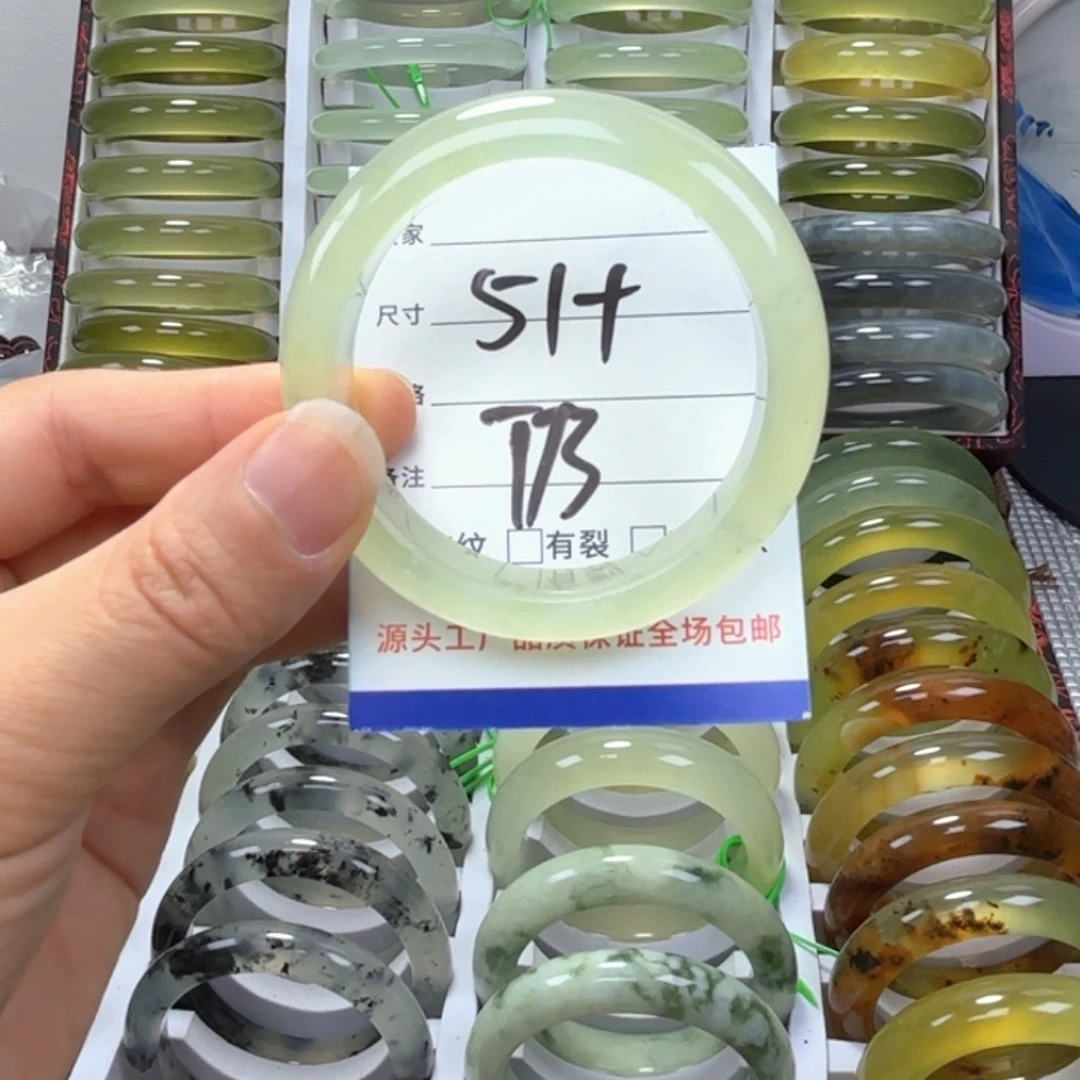 家
尺寸 51+
格
备注 TB
纹 □ 有裂 □
源头工厂品质保证全场包邮